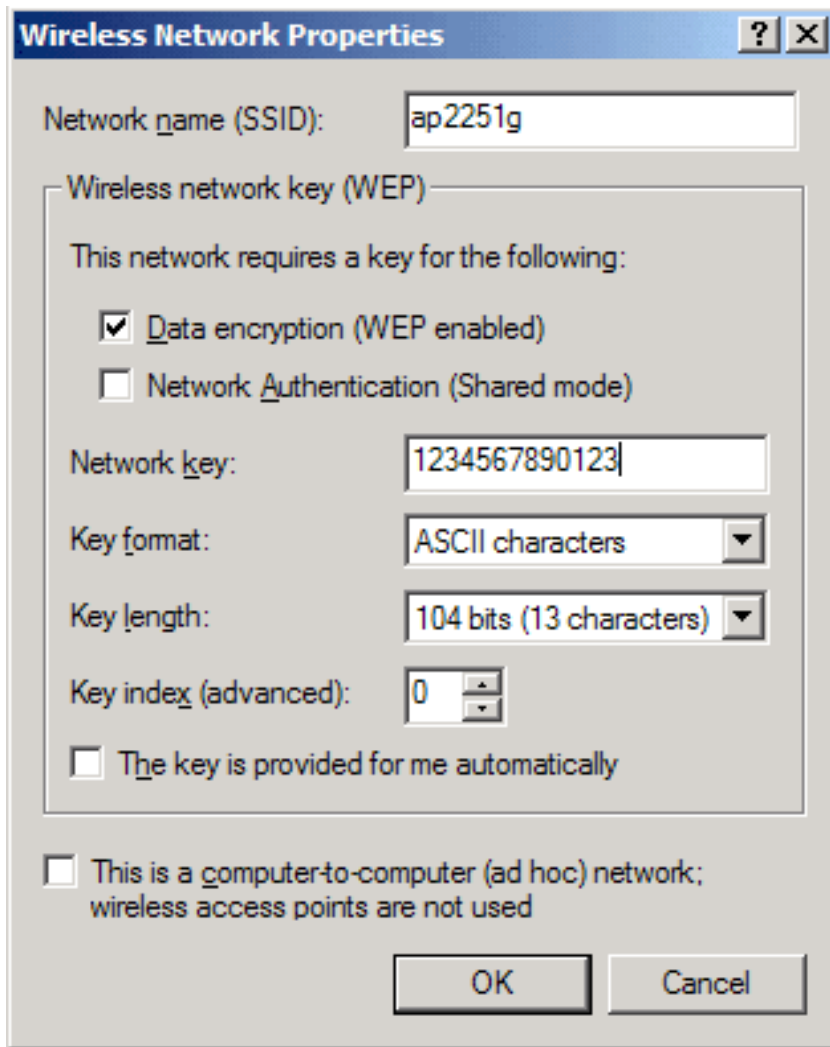 Wireless Network Properties
Network name (SSID): ap2251g
Wireless network key (WEP)
This network requires a key for the following:
Data encryption (WEP enabled)
Network Authentication (Shared mode)
Network key: 1234567890123
Key format: ASCII characters
Key length: 104 bits (13 characters)
Key index (advanced): 0
The key is provided for me automatically
This is a computer-to-computer (ad hoc) network;
wireless access points are not used
OK Cancel